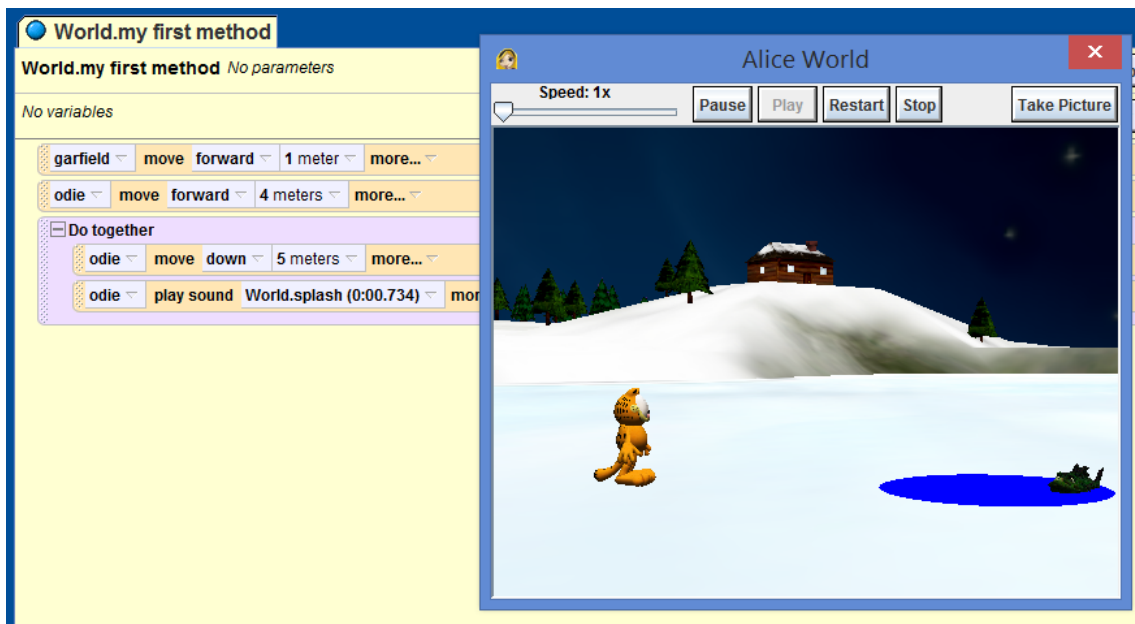 World.my first method
World.my first method No parameters
No variables
garfield move forward 1 meter more...
odie move forward 4 meters more...
Do together
odie move down 5 meters more...
odie play sound World.splash (0:00.734) mor
Alice World
Speed: 1x
Pause Play Restart Stop Take Picture